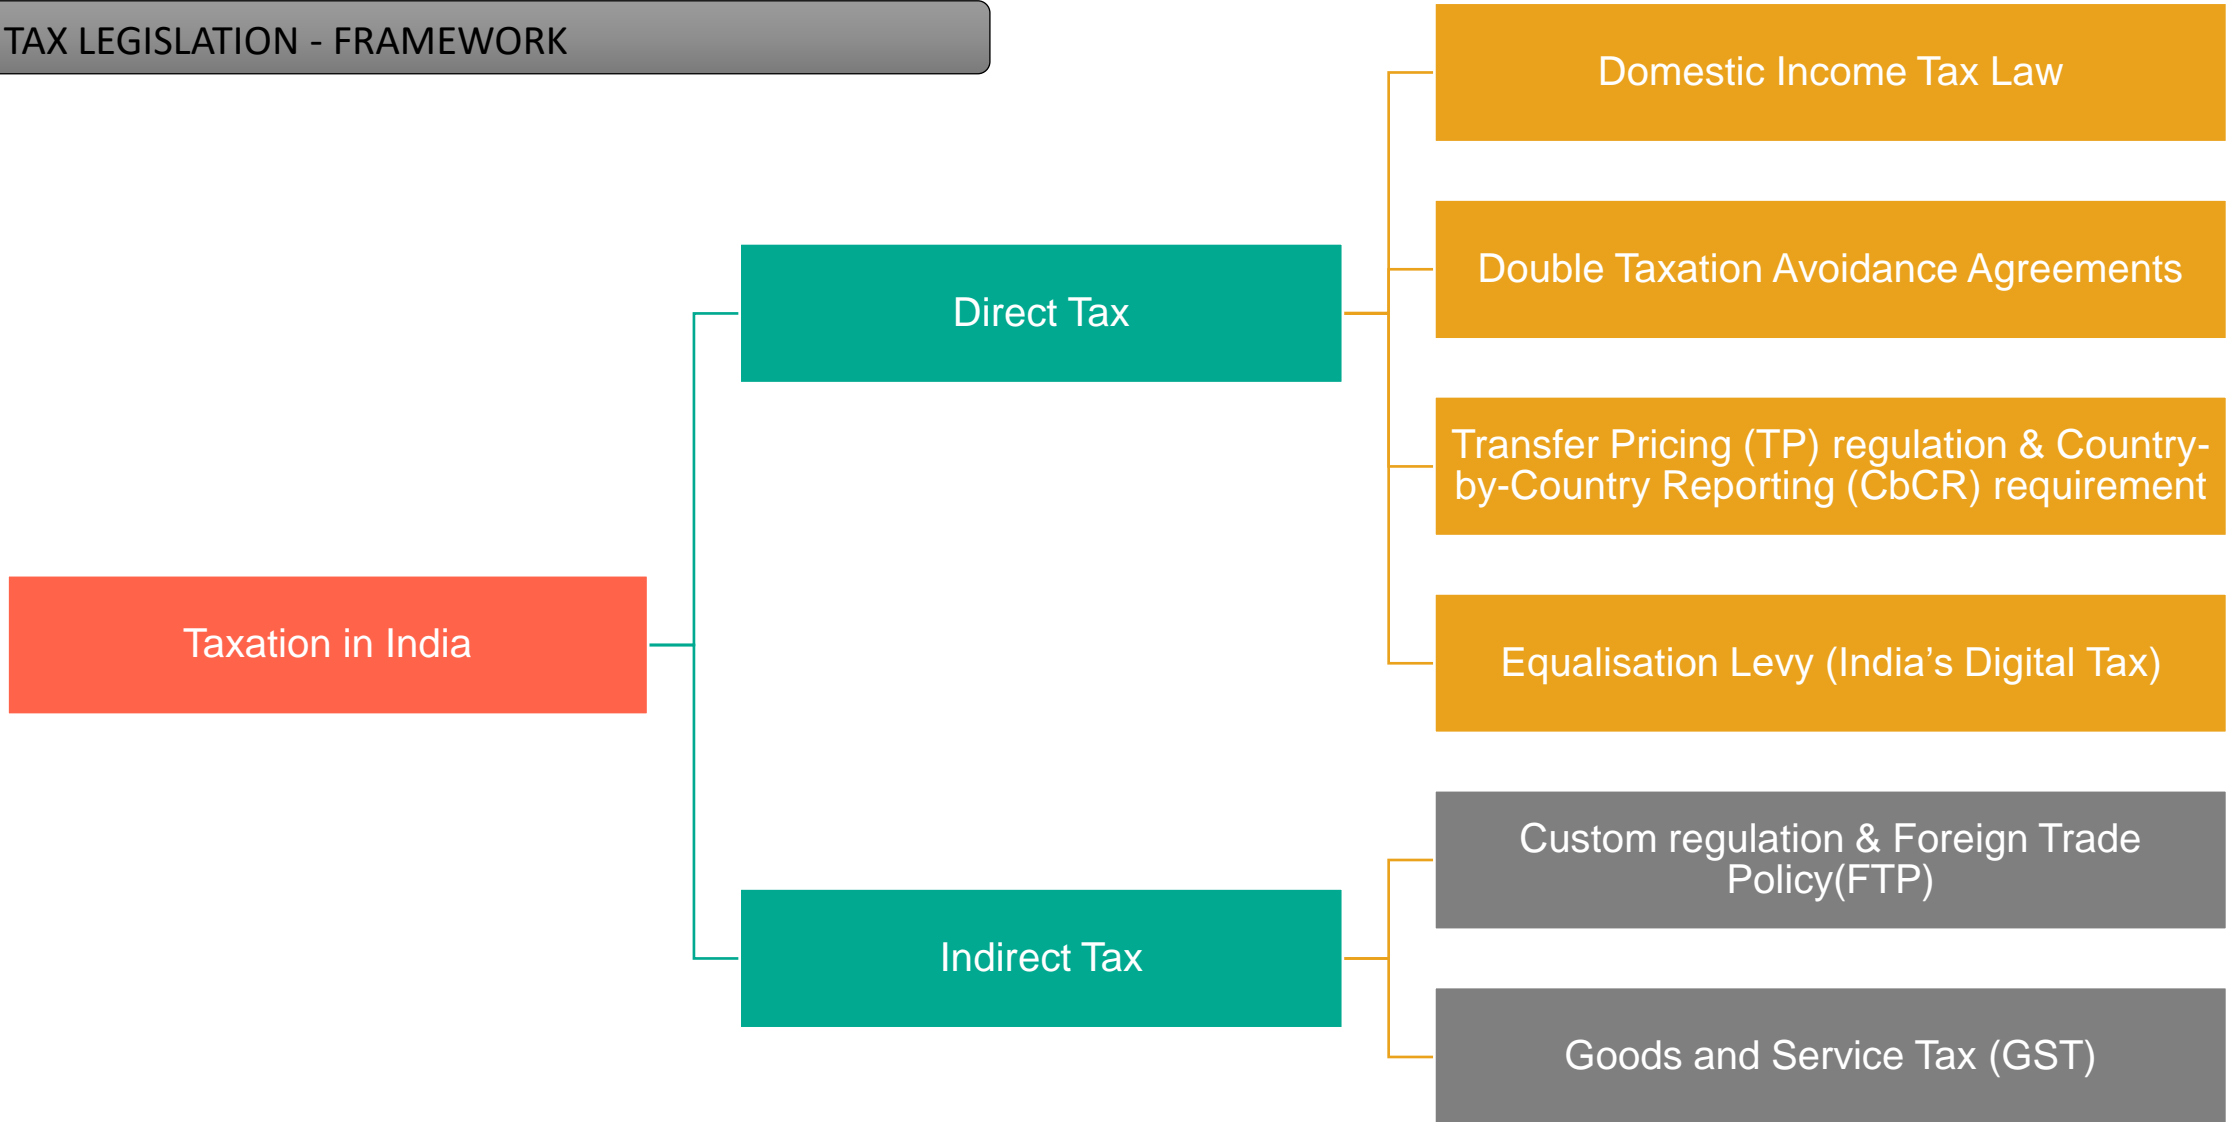 TAX LEGISLATION - FRAMEWORK
Taxation in India
Direct Tax
Domestic Income Tax Law
Double Taxation Avoidance Agreements
Transfer Pricing (TP) regulation & Country-
by-Country Reporting (CbCR) requirement
Equalisation Levy (India’s Digital Tax)
Indirect Tax
Custom regulation & Foreign Trade
Policy(FTP)
Goods and Service Tax (GST)